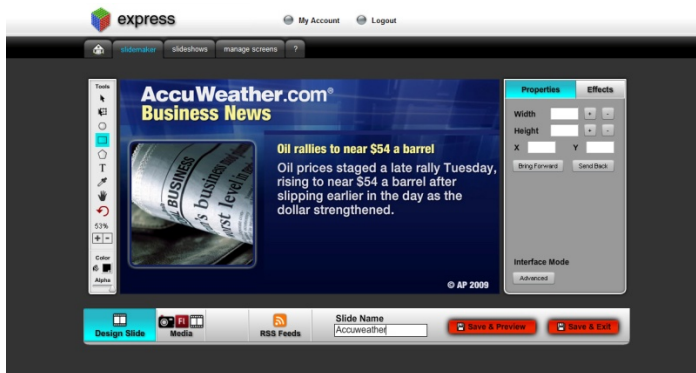 express
My Account
Logout
slidemaker
slideshows
manage screens
?
Tools
T
53%
+ -
Color
Alpha
AccuWeather.com®
Business News
BUSINESS
business
Oil rallies to near $54 a barrel
Oil prices staged a late rally Tuesday,
rising to near $54 a barrel after
slipping earlier in the day as the
dollar strengthened.
© AP 2009
Properties
Effects
Width + -
Height + -
X Y
Bring Forward Send Back
Interface Mode
Advanced
Design Slide
Fl
Media
RSS Feeds
Slide Name
Accuweather
Save & Preview
Save & Exit